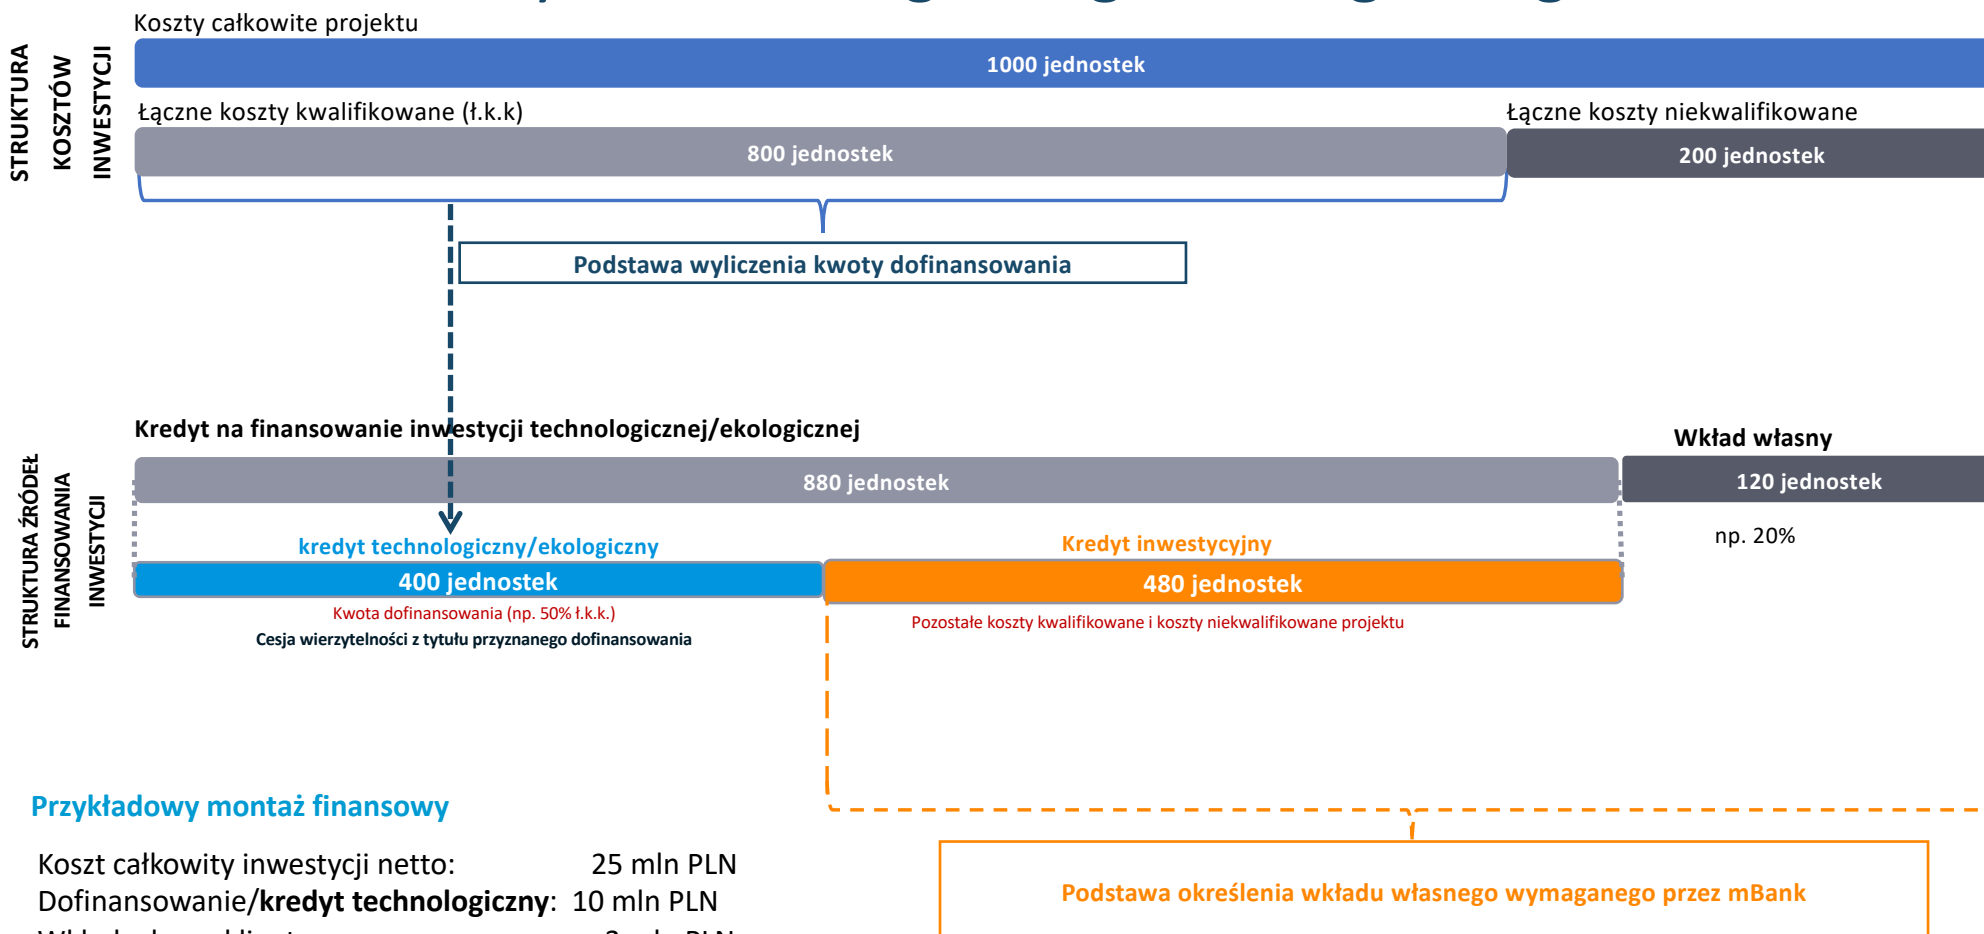 Koszty całkowite projektu
STRUKTURA
KOSZTÓW
INWESTYCJI
1000 jednostek
Łączne koszty kwalifikowane (ł.k.k)
Łączne koszty niekwalifikowane
800 jednostek
200 jednostek
Podstawa wyliczenia kwoty dofinansowania
Kredyt na finansowanie inwestycji technologicznej/ekologicznej
Wkład własny
STRUKTURA ŹRÓDEŁ
FINANSOWANIA
INWESTYCJI
880 jednostek
120 jednostek
np. 20%
kredyt technologiczny/ekologiczny
Kredyt inwestycyjny
400 jednostek
480 jednostek
Kwota dofinansowania (np. 50% ł.k.k.)
Pozostałe koszty kwalifikowane i koszty niekwalifikowane projektu
Cesja wierzytelności z tytułu przyznanego dofinansowania
Przykładowy montaż finansowy
Koszt całkowity inwestycji netto: 25 mln PLN
Dofinansowanie/kredyt technologiczny: 10 mln PLN
Podstawa określenia wkładu własnego wymaganego przez mBank